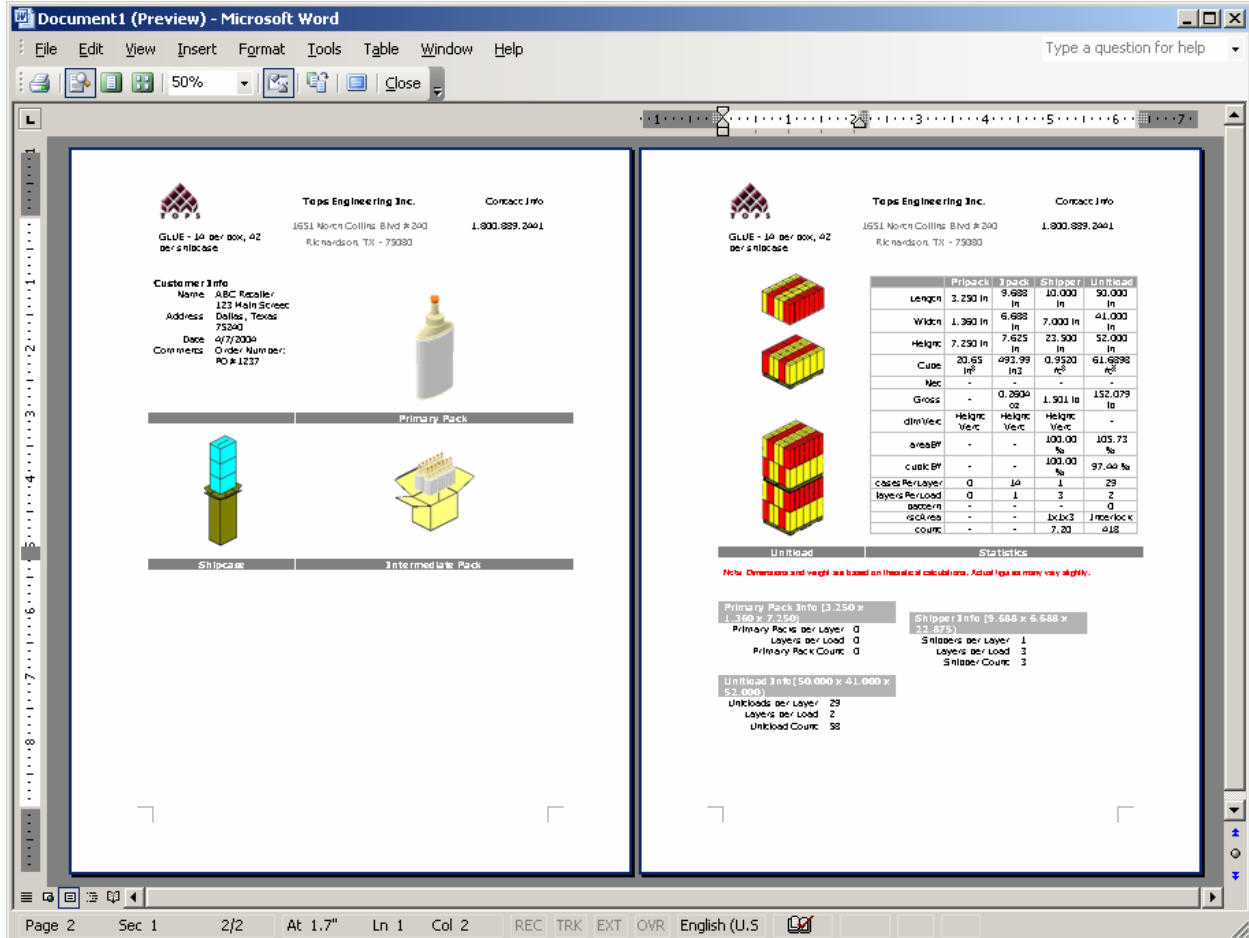 Document1 (Preview) - Microsoft Word
File Edit View Insert Format Tools Table Window Help
Type a question for help
50% Close
L
1 1 2 3 4 5 6 7
TOPS
Tops Engineering Inc.
Contact Info
1651 North Collins Blvd #240
1.800.889.2441
Richardson, TX - 75080
GLUE - 14 per box, 42
per shipcase
Customer Info
Name ABC Retailer
123 Main Street
Address Dallas, Texas
75240
Date 4/7/2004
Comments Order Number:
PO # 1237
Primary Pack
Shipcase Intermediate Pack
TOPS
Tops Engineering Inc.
Contact Info
1651 North Collins Blvd #240
1.800.889.2441
Richardson, TX - 75080
GLUE - 14 per box, 42
per shipcase
Pripack Ipack Shipper Unitload
Length 3.250 in 9.688 in 10.000 in 50.000 in
Width 1.360 in 6.688 in 7.000 in 41.000 in
Height 7.250 in 7.625 in 23.500 in 52.000 in
Cube 20.65 in³ 493.99 in3 0.9520 ft³ 61.6898 ft³
Net - - - -
Gross - 0.2604 oz 1.501 lb 152.079 lb
dimVert Height Vert Height Vert Height Vert -
areaEff - - 100.00 % 105.73 %
cubicEff - - 100.00 % 97.44 %
casesPerLayer 0 14 1 29
layersPerLoad 0 1 3 2
pattern - - - 0
rscArea - - 1x1x3 Interlock
count - - 7.20 418
Unitload Statistics
Note: Dimensions and weight are based on theoretical calculations. Actual figures many vary slightly.
Primary Pack Info [3.250 x
1.360 x 7.250)
Primary Packs per Layer 0
Layers per Load 0
Primary Pack Count 0
Shipper Info [9.688 x 6.688 x
22.875)
Shippers per Layer 1
Layers per Load 3
Shipper Count 3
Unitload Info[50.000 x 41.000 x
52.000)
Unitloads per Layer 29
Layers per Load 2
Unitload Count 58
Page 2 Sec 1 2/2 At 1.7" Ln 1 Col 2 REC TRK EXT OVR English (U.S